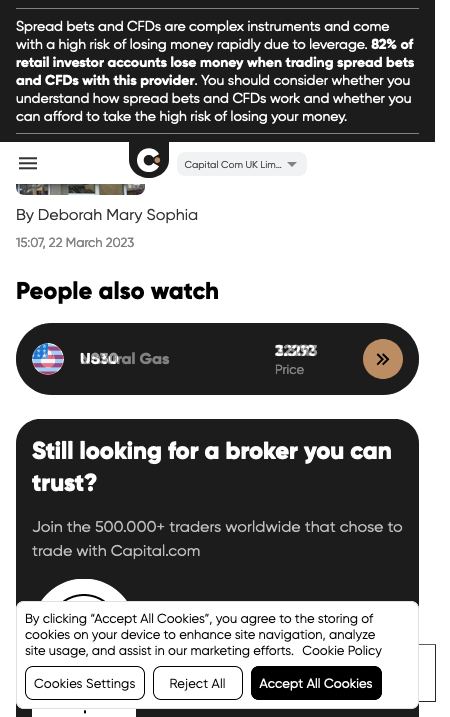 Spread bets and CFDs are complex instruments and come
with a high risk of losing money rapidly due to leverage. 82% of
retail investor accounts lose money when trading spread bets
and CFDs with this provider. You should consider whether you
understand how spread bets and CFDs work and whether you
can afford to take the high risk of losing your money.
Capital Com UK Lim...
By Deborah Mary Sophia
15:07, 22 March 2023
People also watch
Price
Still looking for a broker you can
trust?
Join the 500.000+ traders worldwide that chose to
trade with Capital.com
By clicking “Accept All Cookies”, you agree to the storing of
cookies on your device to enhance site navigation, analyze
site usage, and assist in our marketing efforts. Cookie Policy
Cookies Settings
Reject All
Accept All Cookies